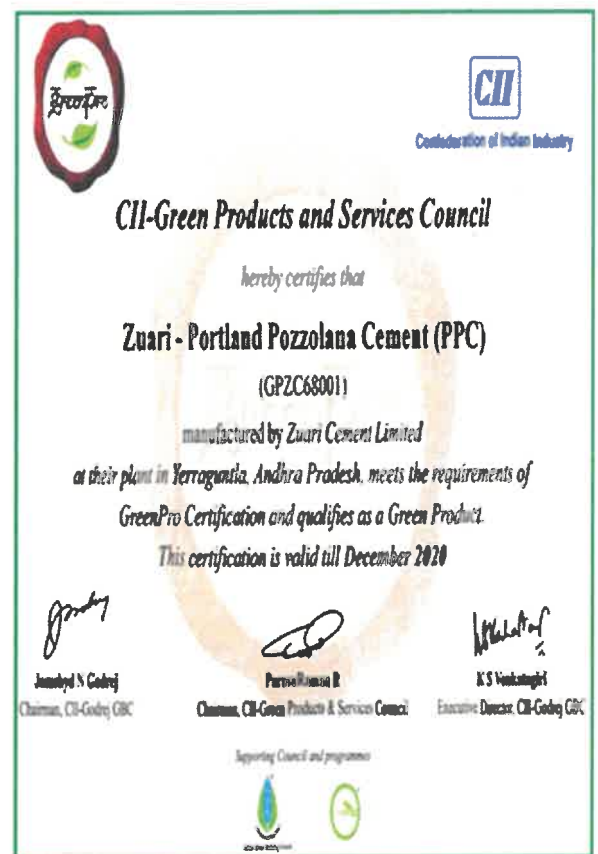 GreenPro
CII
Confederation of Indian Industry
CII-Green Products and Services Council
hereby certifies that
Zuari - Portland Pozzolana Cement (PPC)
(GPZC68001)
manufactured by Zuari Cement Limited
at their plant in Yerraguntla, Andhra Pradesh, meets the requirements of
GreenPro Certification and qualifies as a Green Product.
This certification is valid till December 2020
Jamshyd N Godrej
K S Venkatagiri
Chairman, CII-Godrej GBC
Chairman, CII-Green Products & Services Council
Executive Director, CII-Godrej GBC
Supporting Council and programmes